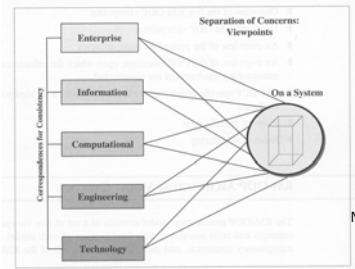 Separation of Concerns:
Viewpoints
Enterprise
Information
On a System
Computational
Engineering
Technology
Correspondences for Consistency